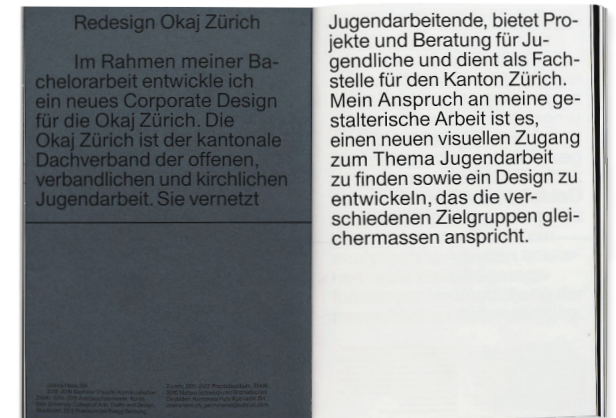 Redesign Okaj Zürich
Im Rahmen meiner Ba-
chelorarbeit entwickle ich
ein neues Corporate Design
für die Okaj Zürich. Die
Okaj Zürich ist der kantonale
Dachverband der offenen,
verbandlichen und kirchlichen
Jugendarbeit. Sie vernetzt
Jugendarbeitende, bietet Pro-
jekte und Beratung für Ju-
gendliche und dient als Fach-
stelle für den Kanton Zürich.
Mein Anspruch an meine ge-
stalterische Arbeit ist es,
einen neuen visuellen Zugang
zum Thema Jugendarbeit
zu finden sowie ein Design zu
entwickeln, das die ver-
schiedenen Zielgruppen glei-
chermassen anspricht.